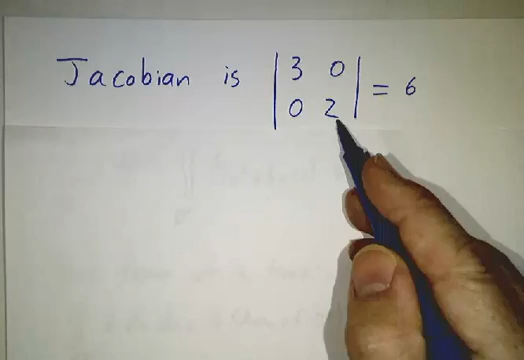 Jacobian is | 3 0 | = 6
| 0 2 |